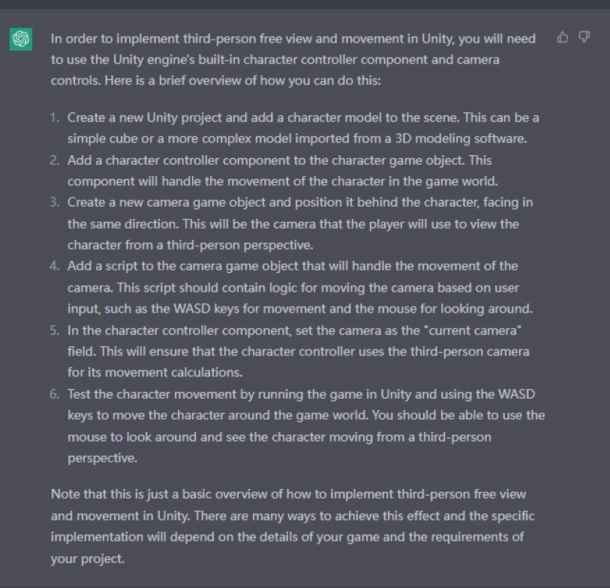 In order to implement third-person free view and movement in Unity, you will need
to use the Unity engine's built-in character controller component and camera
controls. Here is a brief overview of how you can do this:
1. Create a new Unity project and add a character model to the scene. This can be a
simple cube or a more complex model imported from a 3D modeling software.
2. Add a character controller component to the character game object. This
component will handle the movement of the character in the game world.
3. Create a new camera game object and position it behind the character, facing in
the same direction. This will be the camera that the player will use to view the
character from a third-person perspective.
4. Add a script to the camera game object that will handle the movement of the
camera. This script should contain logic for moving the camera based on user
input, such as the WASD keys for movement and the mouse for looking around.
5. In the character controller component, set the camera as the "current camera"
field. This will ensure that the character controller uses the third-person camera
for its movement calculations.
6. Test the character movement by running the game in Unity and using the WASD
keys to move the character around the game world. You should be able to use the
mouse to look around and see the character moving from a third-person
perspective.
Note that this is just a basic overview of how to implement third-person free view
and movement in Unity. There are many ways to achieve this effect and the specific
implementation will depend on the details of your game and the requirements of
your project.